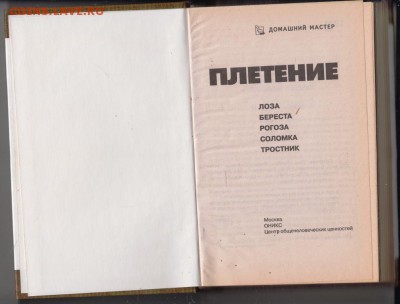 ДОМАШНИЙ МАСТЕР
ПЛЕТЕНИЕ
ЛОЗА
БЕРЕСТА
РОГОЗА
СОЛОМКА
ТРОСТНИК
Москва
ОНИКС
Центр общечеловеческих ценностей